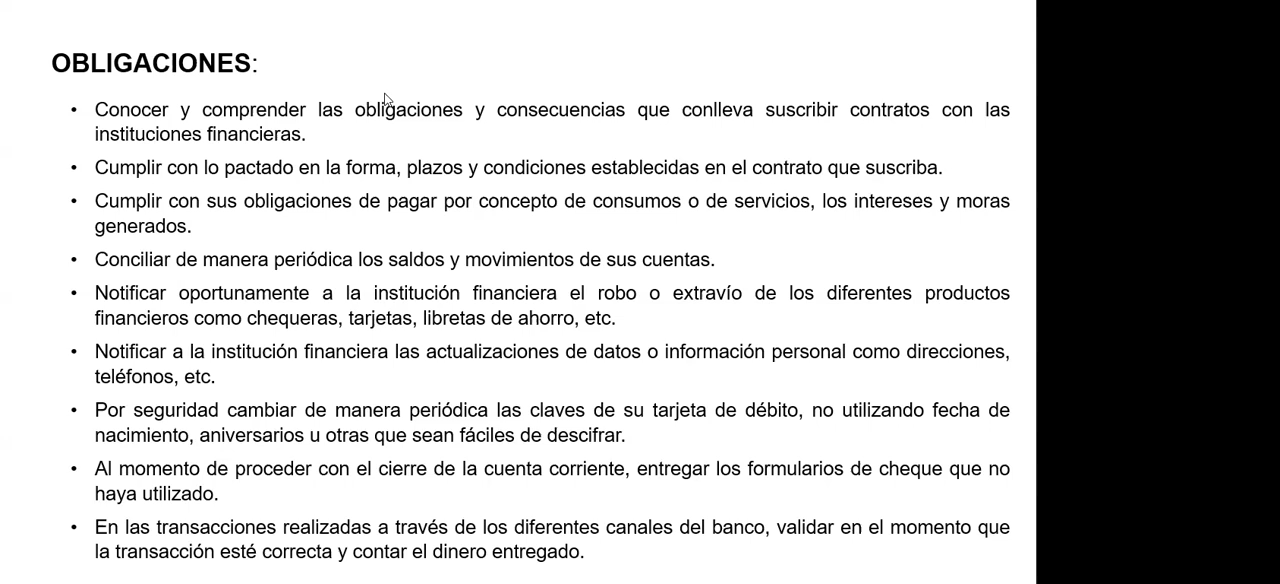 OBLIGACIONES:
• Conocer y comprender las obligaciones y consecuencias que conlleva suscribir contratos con las
instituciones financieras.
• Cumplir con lo pactado en la forma, plazos y condiciones establecidas en el contrato que suscriba.
• Cumplir con sus obligaciones de pagar por concepto de consumos o de servicios, los intereses y moras
generados.
• Conciliar de manera periódica los saldos y movimientos de sus cuentas.
• Notificar oportunamente a la institución financiera el robo o extravío de los diferentes productos
financieros como chequeras, tarjetas, libretas de ahorro, etc.
• Notificar a la institución financiera las actualizaciones de datos o información personal como direcciones,
teléfonos, etc.
• Por seguridad cambiar de manera periódica las claves de su tarjeta de débito, no utilizando fecha de
nacimiento, aniversarios u otras que sean fáciles de descifrar.
• Al momento de proceder con el cierre de la cuenta corriente, entregar los formularios de cheque que no
haya utilizado.
• En las transacciones realizadas a través de los diferentes canales del banco, validar en el momento que
la transacción esté correcta y contar el dinero entregado.